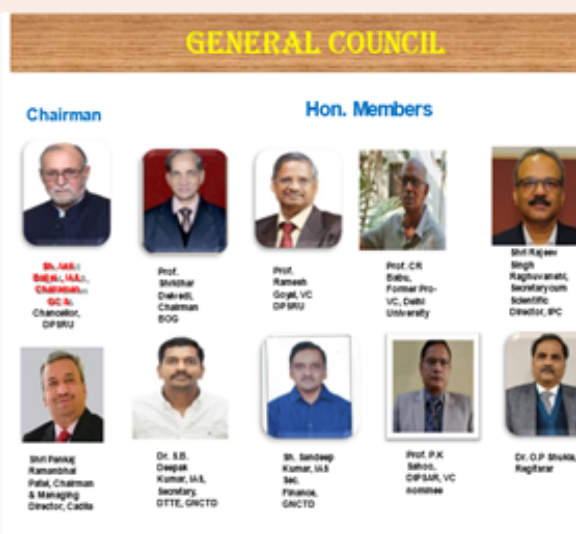 GENERAL COUNCIL
Chairman
Hon. Members
Chancellor,
DPSRU
Prof.
Shridhar
Dwivedi,
Chairman
BOG
Prof.
Ramesh
Goyal, VC
DPSRU
Prof. CR
Babu,
Former Pro-
VC, Delhi
University
Shri Rajeev
Singh
Raghuvanshi,
Secretary cum
Scientific
Director, IPC
Shri Pankaj
Ramanbhai
Patel, Chairman
& Managing
Director, Cadila
Dr. S.B.
Deepak
Kumar, IAS,
Secretary,
DTTE, GNCTD
Sh. Sandeep
Kumar, IAS
Sec.
Finance,
GNCTD
Prof. P.K
Sahoo,
DIPSAR, VC
nominee
Dr. O.P Shukla,
Registrar